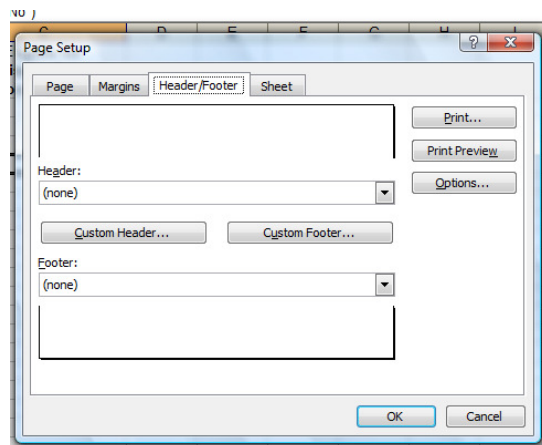 No )
C D E F G H I
Page Setup
?
X
Page Margins Header/Footer Sheet
Print...
Print Preview
Header:
(none)
Options...
Custom Header... Custom Footer...
Footer:
(none)
OK Cancel